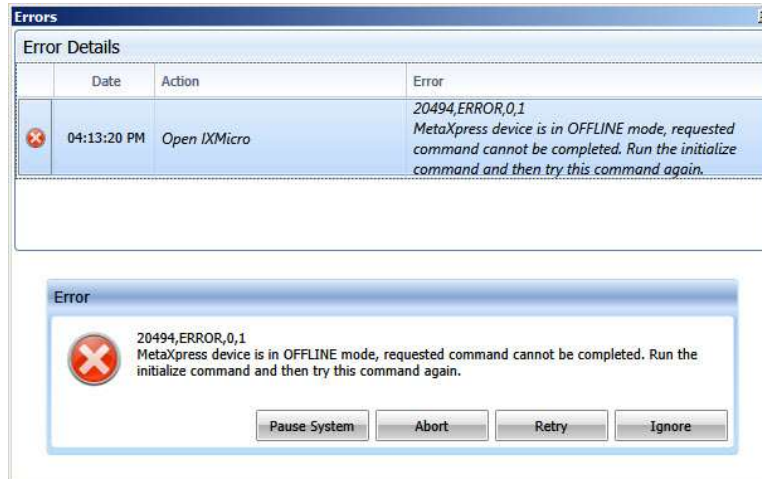 Errors
Error Details
Date Action Error
04:13:20 PM Open IXMicro
20494,ERROR,0,1
MetaXpress device is in OFFLINE mode, requested
command cannot be completed. Run the initialize
command and then try this command again.
Error
20494,ERROR,0,1
MetaXpress device is in OFFLINE mode, requested command cannot be completed. Run the
initialize command and then try this command again.
Pause System Abort Retry Ignore